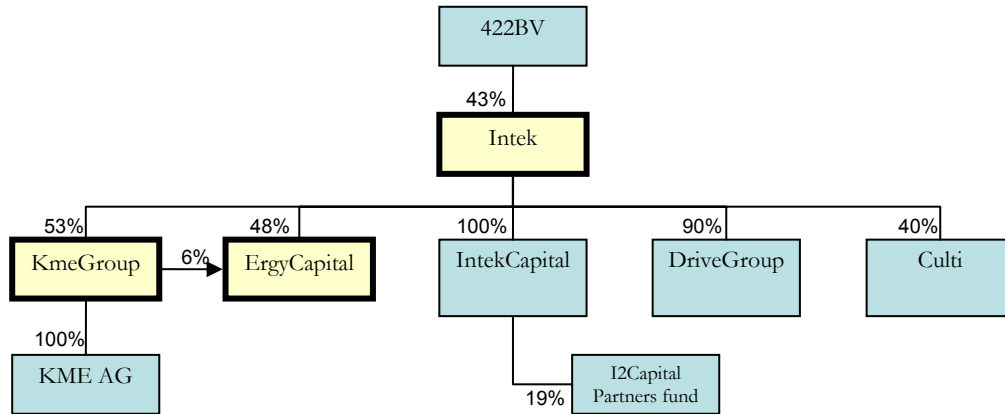 422BV
43%
Intek
53%
48%
100%
90%
40%
KmeGroup
6%
ErgyCapital
IntekCapital
DriveGroup
Culti
100%
KME AG
19%
I2Capital
Partners fund